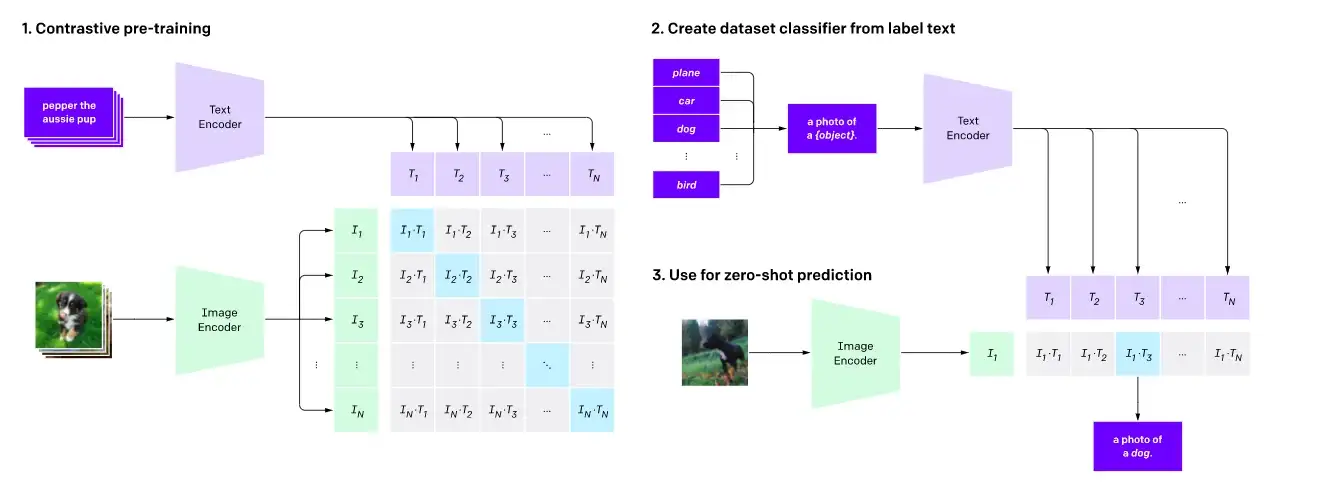 1. Contrastive pre-training
pepper the
aussie pup
Text
Encoder
...
T1 T2 T3 ... TN
I1 I1·T1 I1·T2 I1·T3 ... I1·TN
I2 I2·T1 I2·T2 I2·T3 ... I2·TN
Image
Encoder
I3 I3·T1 I3·T2 I3·T3 ... I3·TN
⋮ ⋮ ⋮ ⋮ ⋮ ⋱ ⋮
IN IN·T1 IN·T2 IN·T3 ... IN·TN
2. Create dataset classifier from label text
plane
car
dog
⋮ ⋮
bird
a photo of
a {object}.
Text
Encoder
...
3. Use for zero-shot prediction
T1 T2 T3 ... TN
Image
Encoder
I1 I1·T1 I1·T2 I1·T3 ... I1·TN
a photo of
a dog.